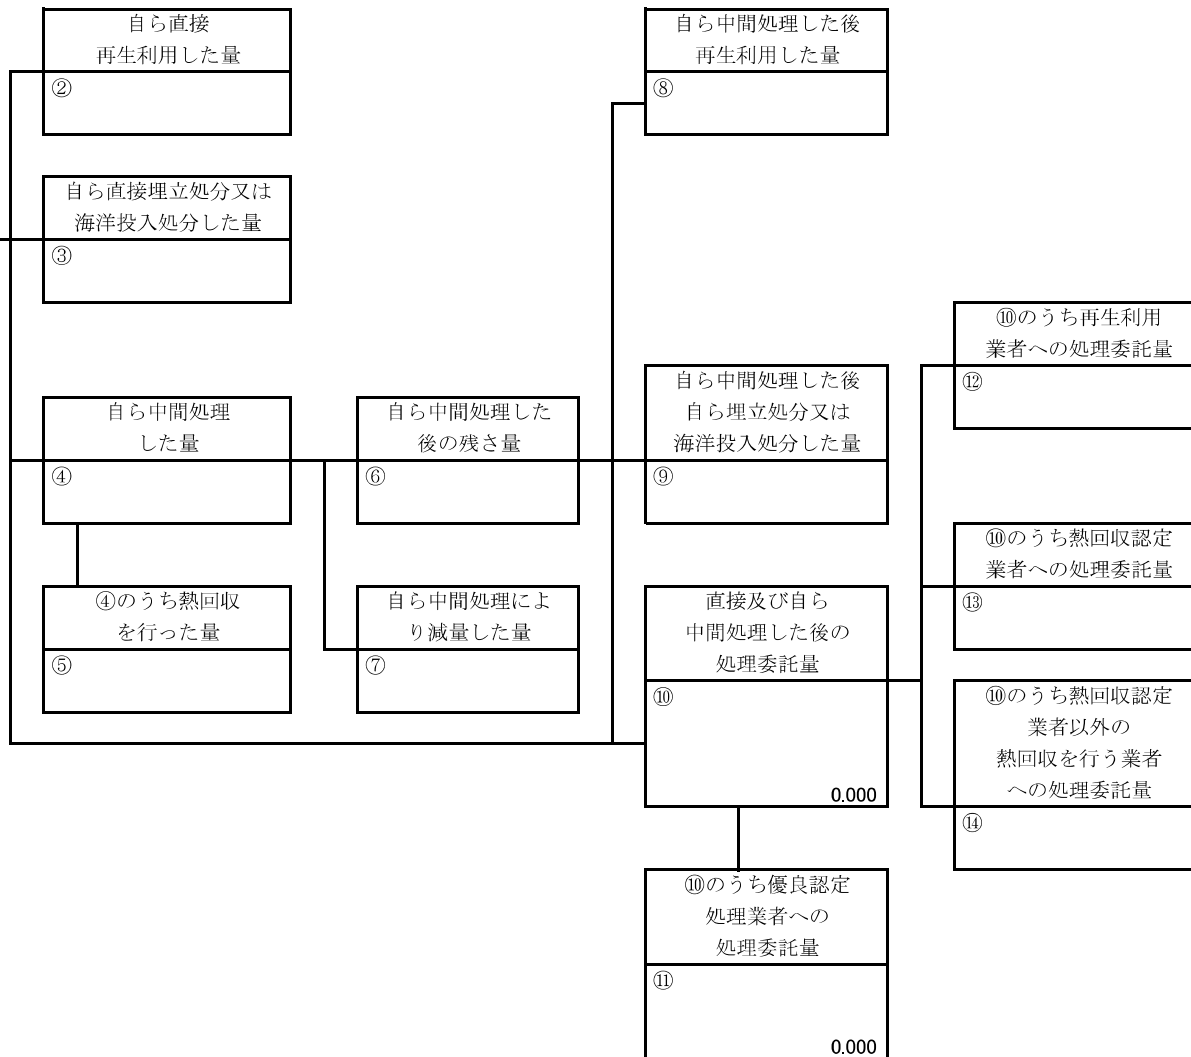 自ら直接
再生利用した量
②
自ら中間処理した後
再生利用した量
⑧
自ら直接埋立処分又は
海洋投入処分した量
③
⑩のうち再生利用
業者への処理委託量
⑫
自ら中間処理
した量
④
自ら中間処理した
後の残さ量
⑥
自ら中間処理した後
自ら埋立処分又は
海洋投入処分した量
⑨
⑩のうち熱回収認定
業者への処理委託量
⑬
④のうち熱回収
を行った量
⑤
自ら中間処理によ
り減量した量
⑦
直接及び自ら
中間処理した後の
処理委託量
⑩
0.000
⑩のうち熱回収認定
業者以外の
熱回収を行う業者
への処理委託量
⑭
⑩のうち優良認定
処理業者への
処理委託量
⑪
0.000